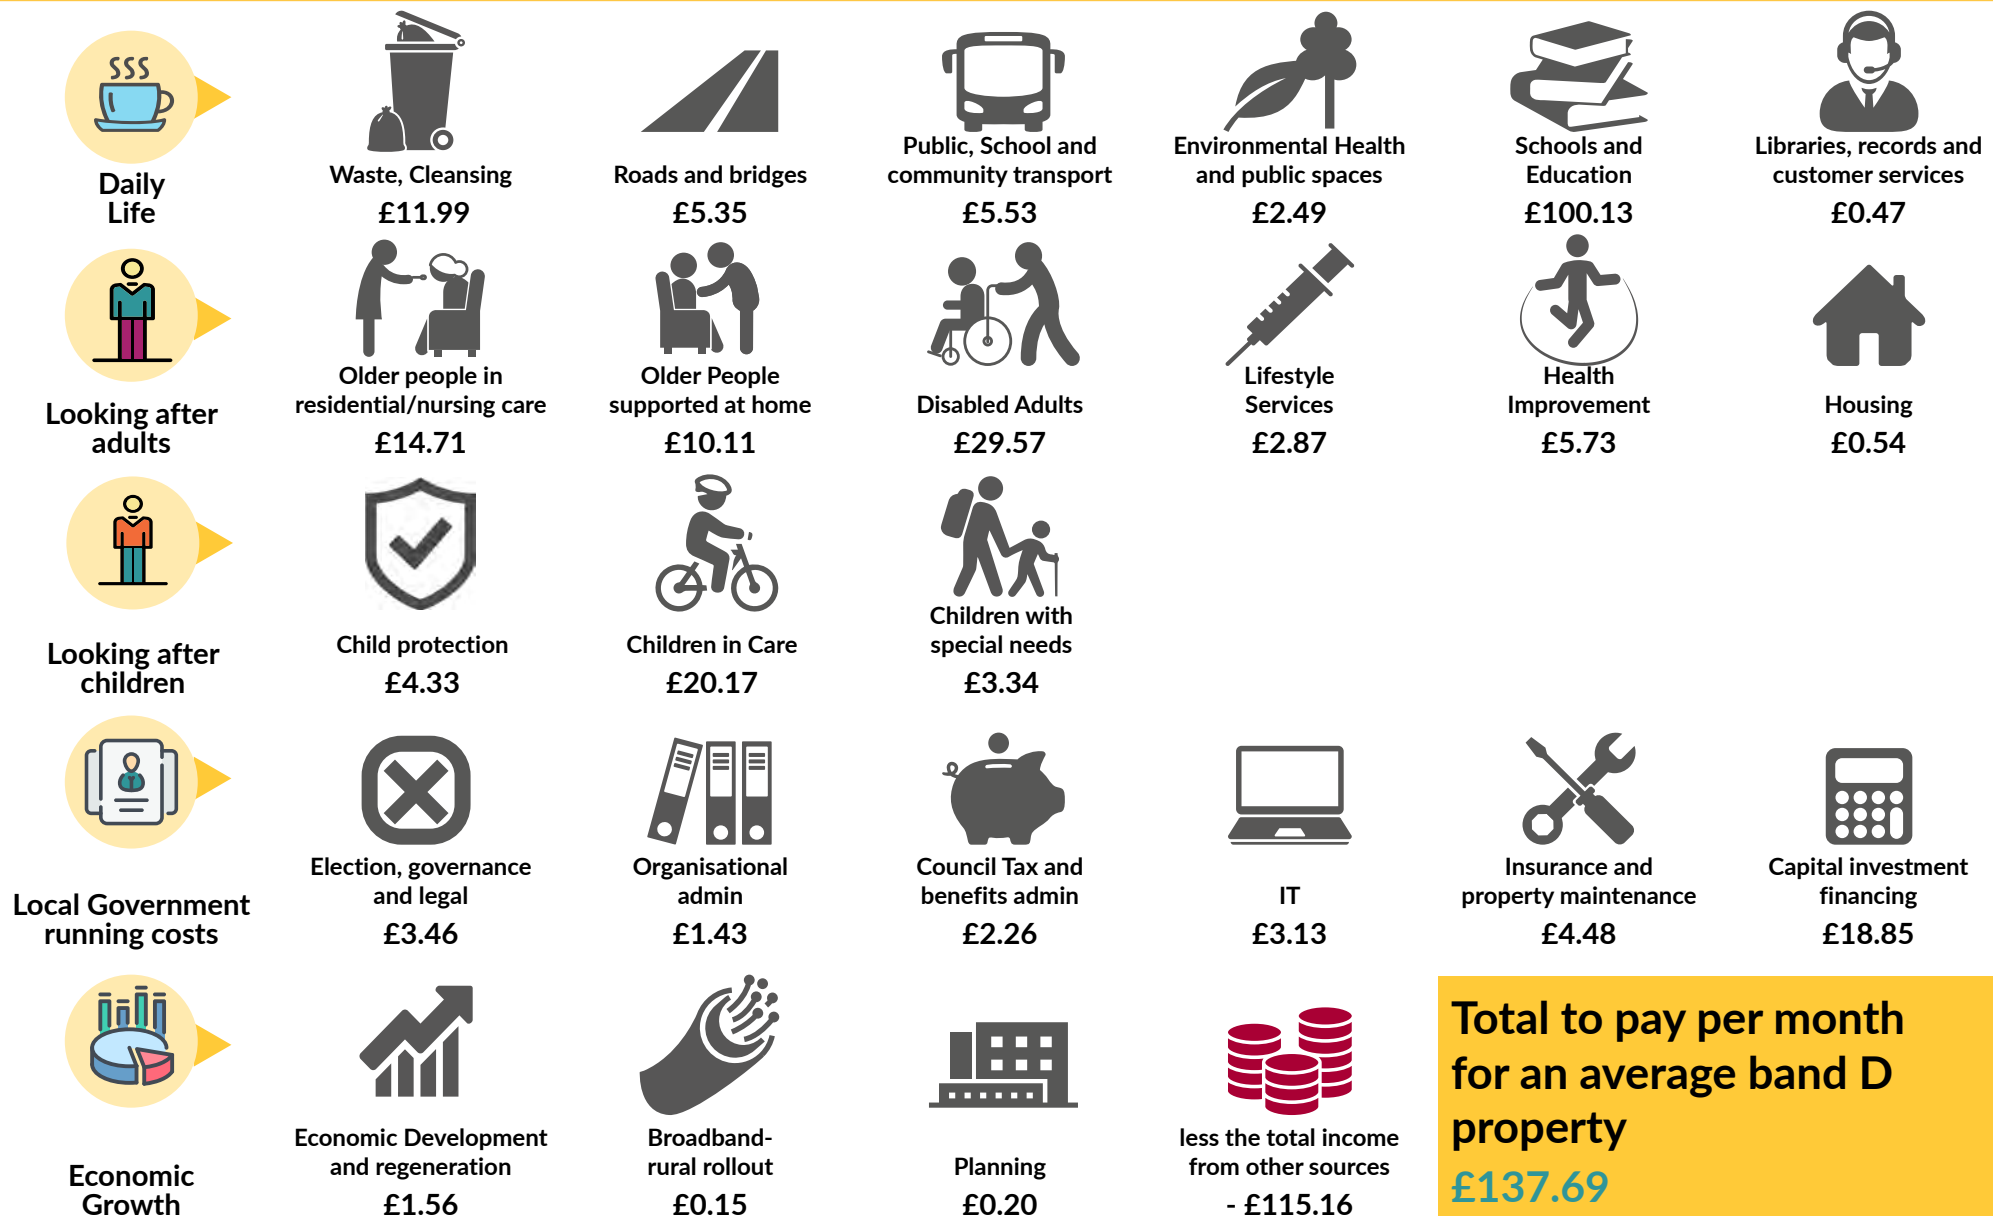 Daily
Life
Waste, Cleansing
£11.99
Roads and bridges
£5.35
Public, School and
community transport
£5.53
Environmental Health
and public spaces
£2.49
Schools and
Education
£100.13
Libraries, records and
customer services
£0.47
Looking after
adults
Older people in
residential/nursing care
£14.71
Older People
supported at home
£10.11
Disabled Adults
£29.57
Lifestyle
Services
£2.87
Health
Improvement
£5.73
Housing
£0.54
Looking after
children
Child protection
£4.33
Children in Care
£20.17
Children with
special needs
£3.34
Local Government
running costs
Election, governance
and legal
£3.46
Organisational
admin
£1.43
Council Tax and
benefits admin
£2.26
IT
£3.13
Insurance and
property maintenance
£4.48
Capital investment
financing
£18.85
Economic
Growth
Economic Development
and regeneration
£1.56
Broadband-
rural rollout
£0.15
Planning
£0.20
less the total income
from other sources
- £115.16
Total to pay per month
for an average band D
property
£137.69